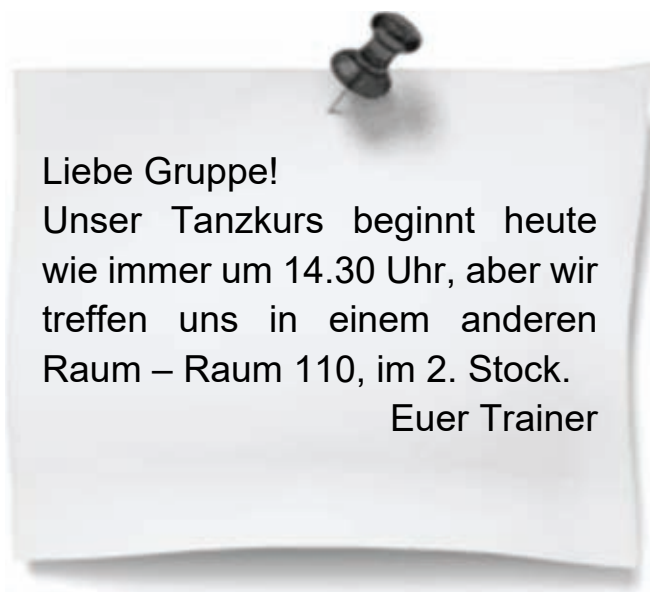 Liebe Gruppe!
Unser Tanzkurs beginnt heute
wie immer um 14.30 Uhr, aber wir
treffen uns in einem anderen
Raum – Raum 110, im 2. Stock.
Euer Trainer